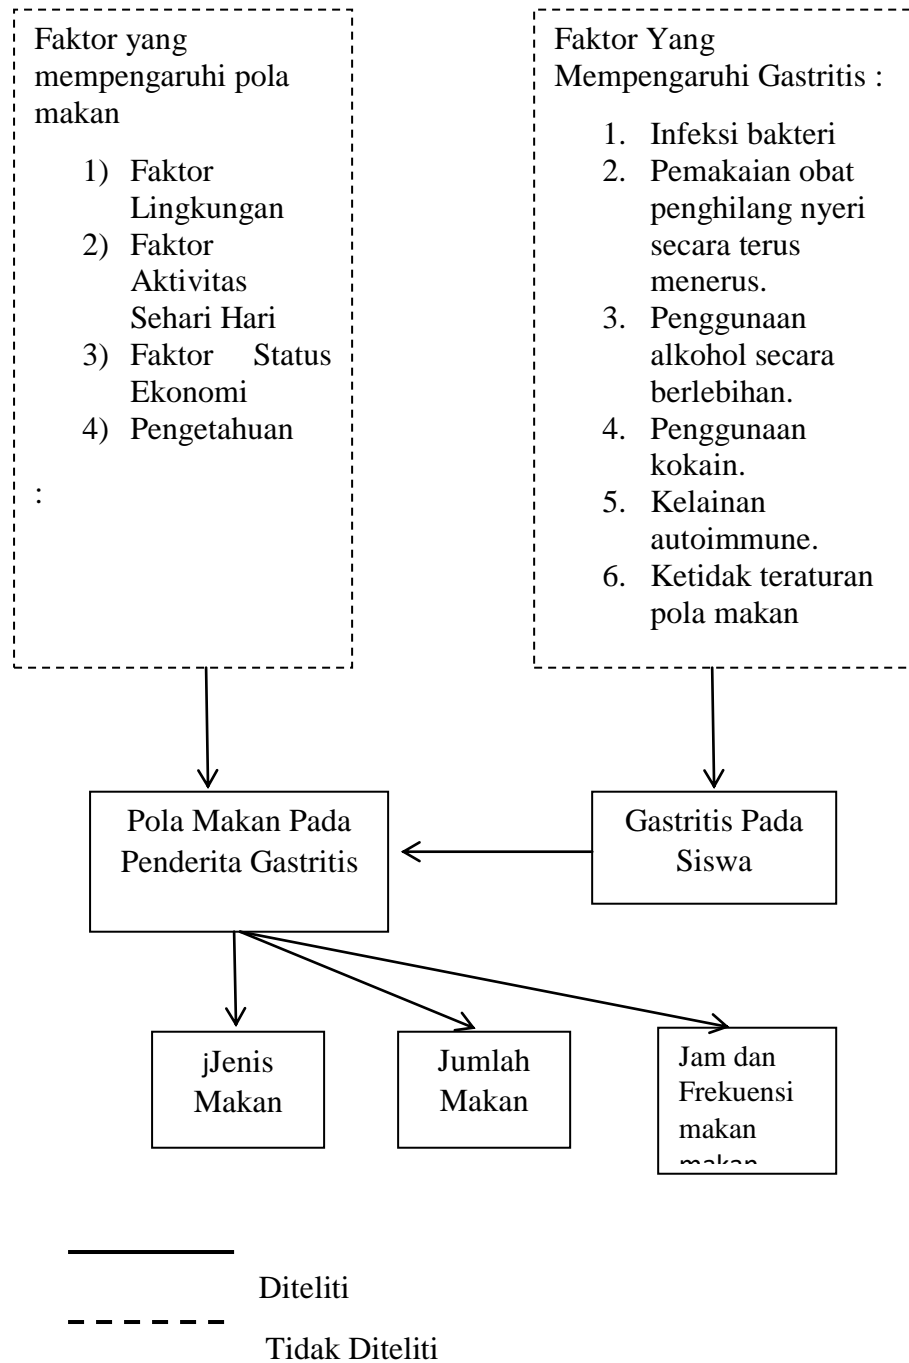 Faktor yang
mempengaruhi pola
makan
1) Faktor
Lingkungan
2) Faktor
Aktivitas
Sehari Hari
3) Faktor Status
Ekonomi
4) Pengetahuan
:
Faktor Yang
Mempengaruhi Gastritis :
1. Infeksi bakteri
2. Pemakaian obat
penghilang nyeri
secara terus
menerus.
3. Penggunaan
alkohol secara
berlebihan.
4. Penggunaan
kokain.
5. Kelainan
autoimmune.
6. Ketidak teraturan
pola makan
Pola Makan Pada
Penderita Gastritis
Gastritis Pada
Siswa
jJenis
Makan
Jumlah
Makan
Jam dan
Frekuensi
makan
makan
Diteliti
Tidak Diteliti